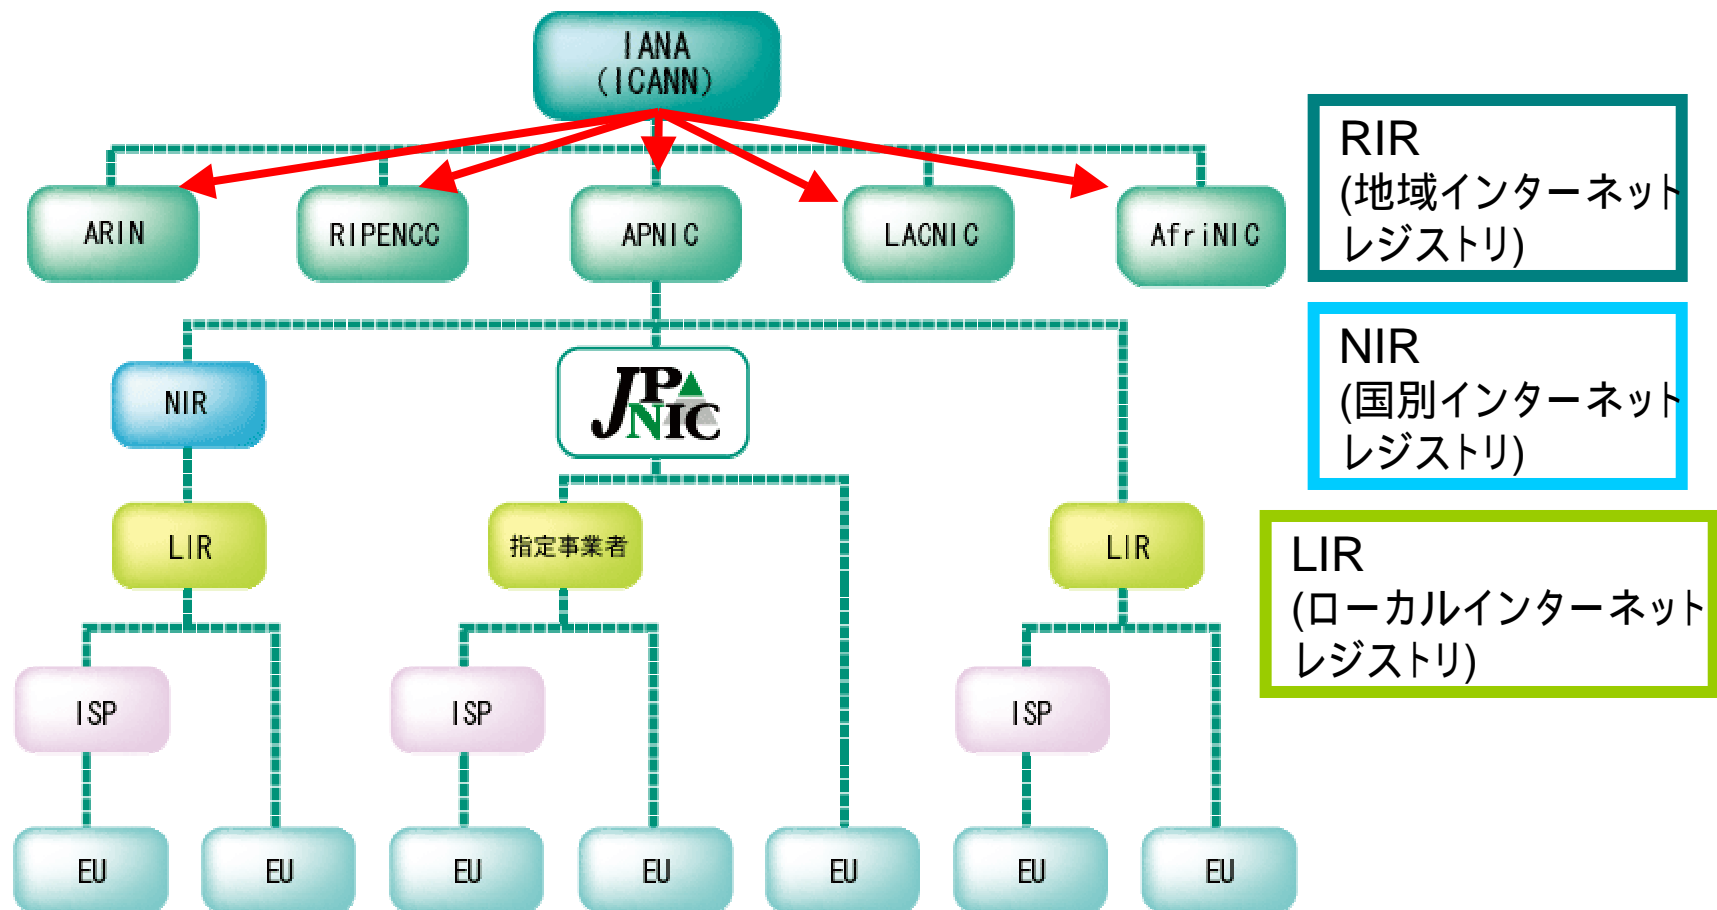 IANA
(ICANN)
ARIN
RIPENCC
APNIC
LACNIC
AfriNIC
RIR
(地域インターネット
レジストリ)
NIR
JP
NIC
NIR
(国別インターネット
レジストリ)
LIR
指定事業者
LIR
LIR
(ローカルインターネット
レジストリ)
ISP
ISP
ISP
EU
EU
EU
EU
EU
EU
EU